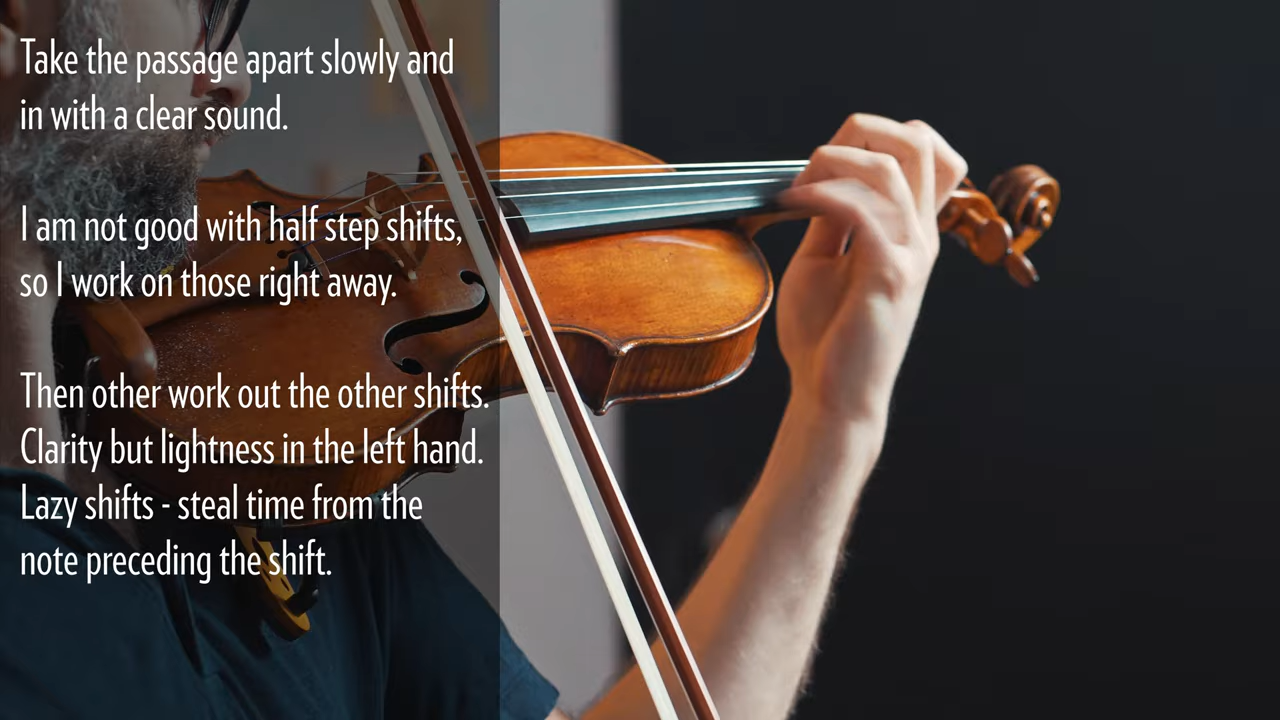 Take the passage apart slowly and
in with a clear sound.
I am not good with half step shifts,
so I work on those right away.
Then other work out the other shifts.
Clarity but lightness in the left hand.
Lazy shifts - steal time from the
note preceding the shift.